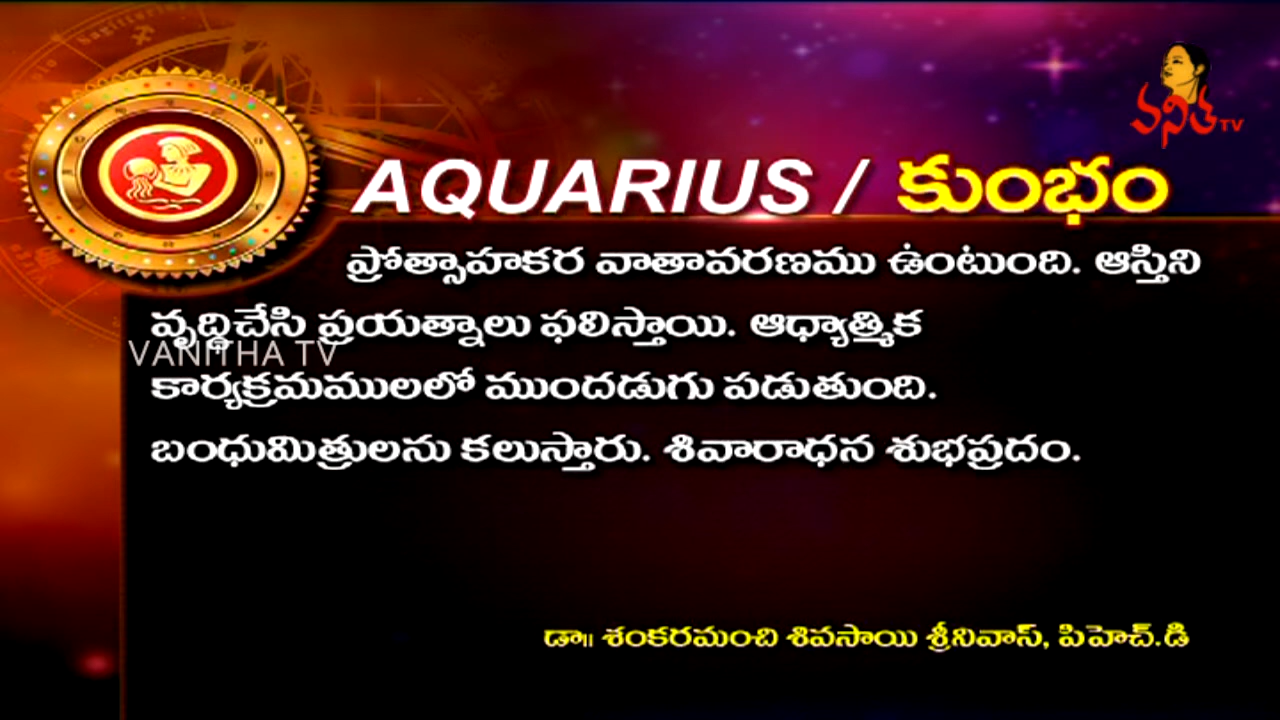 వనిత TV
AQUARIUS / కుంభం
ప్రోత్సాహకర వాతావరణము ఉంటుంది. ఆస్తిని
వృద్ధిచేసి ప్రయత్నాలు ఫలిస్తాయి. ఆధ్యాత్మిక
VANITHA TV
కార్యక్రమములలో ముందడుగు పడుతుంది.
బంధుమిత్రులను కలుస్తారు. శివారాధన శుభప్రదం.
డా॥ శంకరమంచి శివసాయి శ్రీనివాస్, పిహెచ్.డి